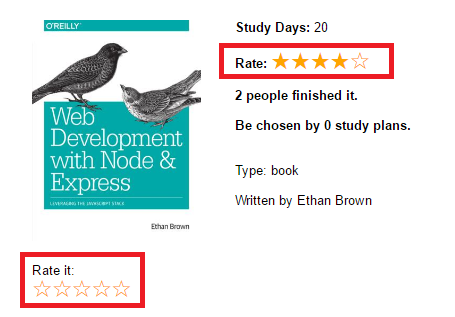 O'REILLY®
Web
Development
with Node &
Express
LEVERAGING THE JAVASCRIPT STACK
Ethan Brown
Study Days: 20
Rate: ★★★★☆
2 people finished it.
Be chosen by 0 study plans.
Type: book
Written by Ethan Brown
Rate it:
☆☆☆☆☆